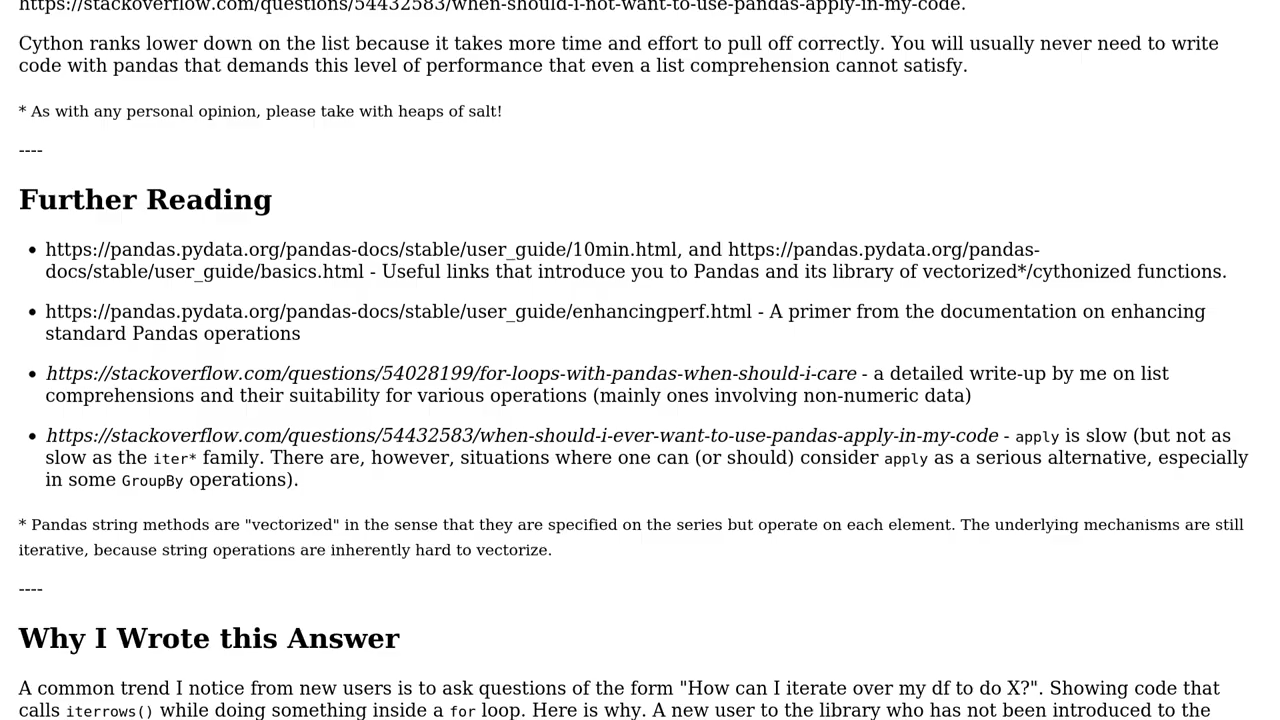 https://stackoverflow.com/questions/54432583/when-should-i-not-want-to-use-pandas-apply-in-my-code.
Cython ranks lower down on the list because it takes more time and effort to pull off correctly. You will usually never need to write
code with pandas that demands this level of performance that even a list comprehension cannot satisfy.
* As with any personal opinion, please take with heaps of salt!
----
Further Reading
• https://pandas.pydata.org/pandas-docs/stable/user_guide/10min.html, and https://pandas.pydata.org/pandas-
docs/stable/user_guide/basics.html - Useful links that introduce you to Pandas and its library of vectorized*/cythonized functions.
• https://pandas.pydata.org/pandas-docs/stable/user_guide/enhancingperf.html - A primer from the documentation on enhancing
standard Pandas operations
• https://stackoverflow.com/questions/54028199/for-loops-with-pandas-when-should-i-care - a detailed write-up by me on list
comprehensions and their suitability for various operations (mainly ones involving non-numeric data)
• https://stackoverflow.com/questions/54432583/when-should-i-ever-want-to-use-pandas-apply-in-my-code - apply is slow (but not as
slow as the iter* family. There are, however, situations where one can (or should) consider apply as a serious alternative, especially
in some GroupBy operations).
* Pandas string methods are "vectorized" in the sense that they are specified on the series but operate on each element. The underlying mechanisms are still
iterative, because string operations are inherently hard to vectorize.
----
Why I Wrote this Answer
A common trend I notice from new users is to ask questions of the form "How can I iterate over my df to do X?". Showing code that
calls iterrows() while doing something inside a for loop. Here is why. A new user to the library who has not been introduced to the